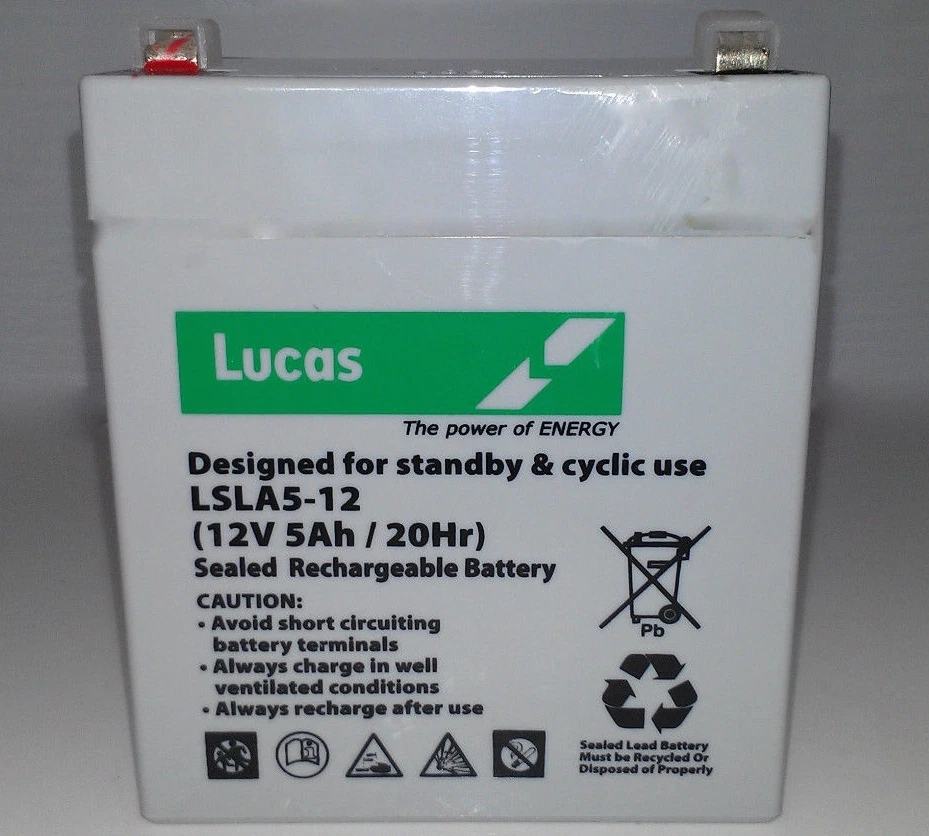 Lucas
The power of ENERGY
Designed for standby & cyclic use
LSLA5-12
(12V 5Ah / 20Hr)
Sealed Rechargeable Battery
CAUTION:
• Avoid short circuiting
battery terminals
• Always charge in well
ventilated conditions
• Always recharge after use
Pb
Sealed Lead Battery
Must be Recycled Or
Disposed of Properly